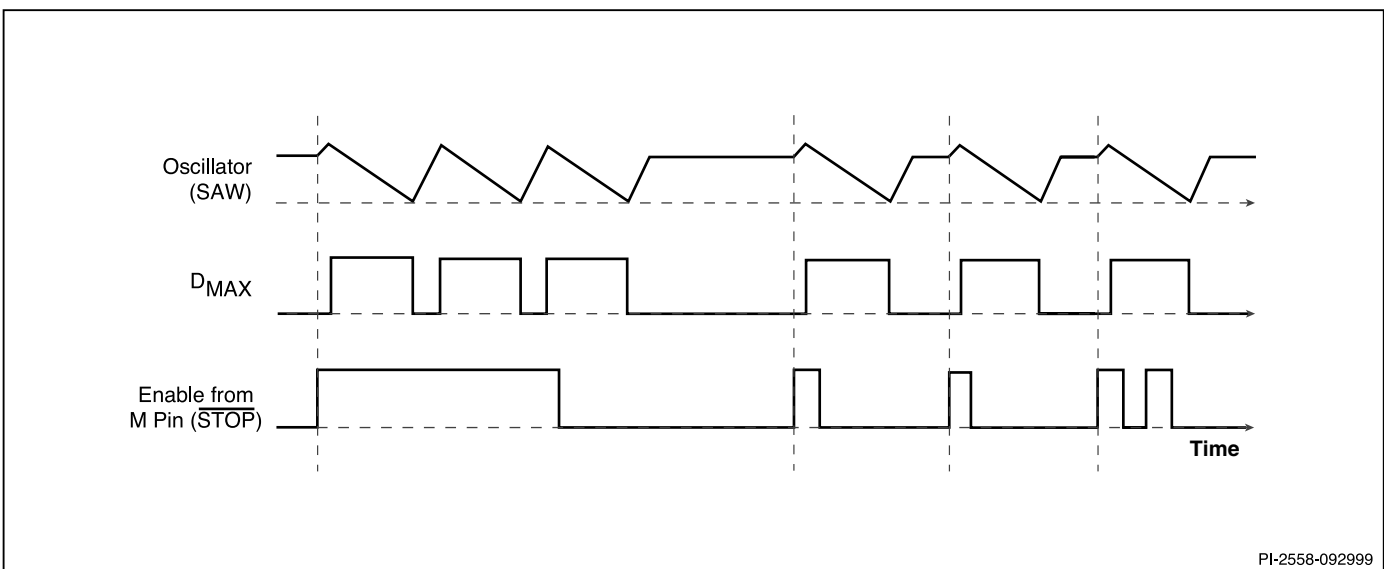 Oscillator
(SAW)
DMAX
Enable from
M Pin (STOP)
Time
PI-2558-092999